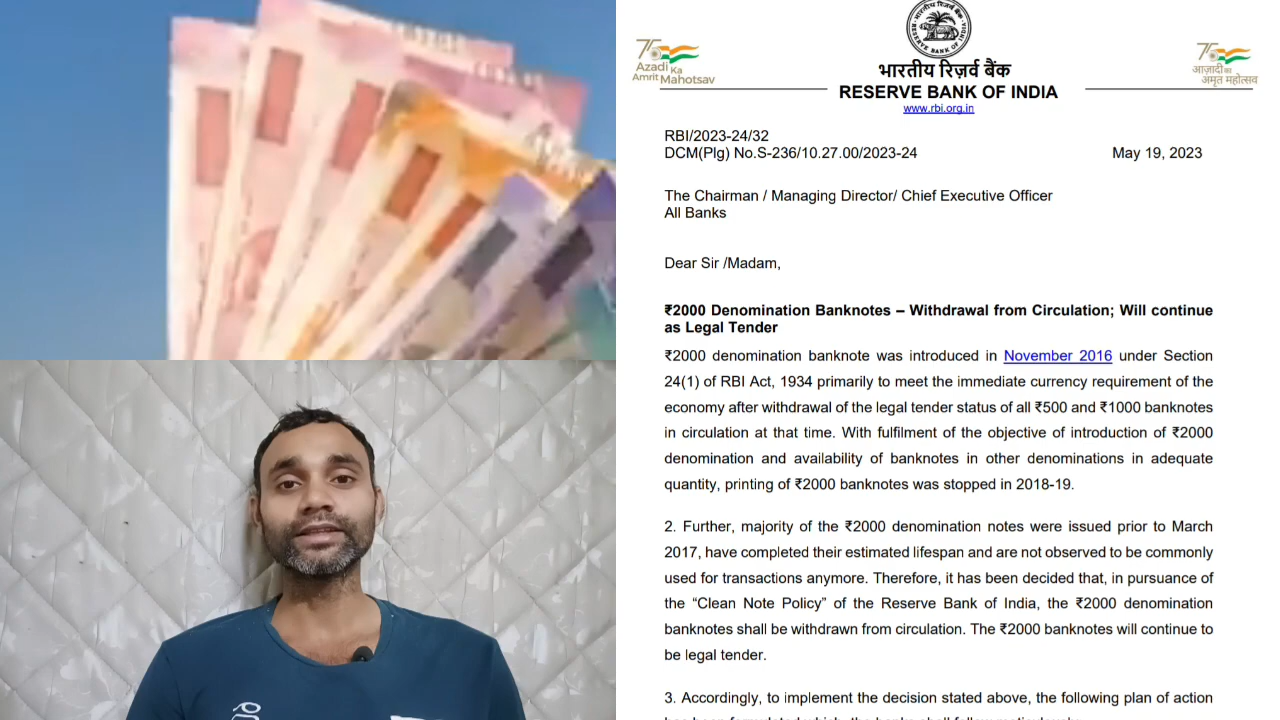 75
Azadi Ka
Amrit Mahotsav
भारतीय रिज़र्व बैंक
RESERVE BANK OF INDIA
www.rbi.org.in
75
आज़ादी का
अमृत महोत्सव
RBI/2023-24/32
DCM(Plg) No.S-236/10.27.00/2023-24 May 19, 2023
The Chairman / Managing Director/ Chief Executive Officer
All Banks
Dear Sir /Madam,
₹2000 Denomination Banknotes – Withdrawal from Circulation; Will continue
as Legal Tender
₹2000 denomination banknote was introduced in November 2016 under Section
24(1) of RBI Act, 1934 primarily to meet the immediate currency requirement of the
economy after withdrawal of the legal tender status of all ₹500 and ₹1000 banknotes
in circulation at that time. With fulfilment of the objective of introduction of ₹2000
denomination and availability of banknotes in other denominations in adequate
quantity, printing of ₹2000 banknotes was stopped in 2018-19.
2. Further, majority of the ₹2000 denomination notes were issued prior to March
2017, have completed their estimated lifespan and are not observed to be commonly
used for transactions anymore. Therefore, it has been decided that, in pursuance of
the “Clean Note Policy” of the Reserve Bank of India, the ₹2000 denomination
banknotes shall be withdrawn from circulation. The ₹2000 banknotes will continue to
be legal tender.
3. Accordingly, to implement the decision stated above, the following plan of action